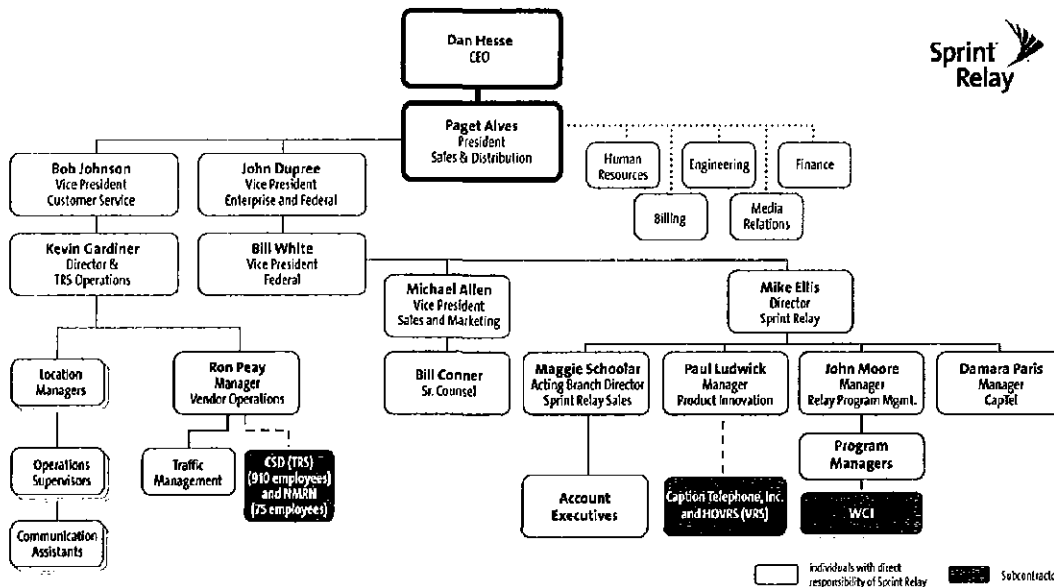 Dan Hesse
CEO
Sprint
Relay
Paget Alves
President
Sales & Distribution
Human
Resources
Engineering
Finance
Billing
Media
Relations
Bob Johnson
Vice President
Customer Service
John Dupree
Vice President
Enterprise and Federal
Kevin Gardiner
Director &
TRS Operations
Bill White
Vice President
Federal
Michael Allen
Vice President
Sales and Marketing
Mike Ellis
Director
Sprint Relay
Location
Managers
Ron Peay
Manager
Vendor Operations
Bill Conner
Sr. Counsel
Maggie Schoolar
Acting Branch Director
Sprint Relay Sales
Paul Ludwick
Manager
Product Innovation
John Moore
Manager
Relay Program Mgmt.
Damara Paris
Manager
CapTel
Operations
Supervisors
Traffic
Management
CSD (TRS)
(910 employees)
and NMRN
(75 employees)
Account
Executives
Caption Telephone, Inc.
and HOVRS (VRS)
Program
Managers
WCI
Communication
Assistants
individuals with direct
responsibility of Sprint Relay
Subcontracto